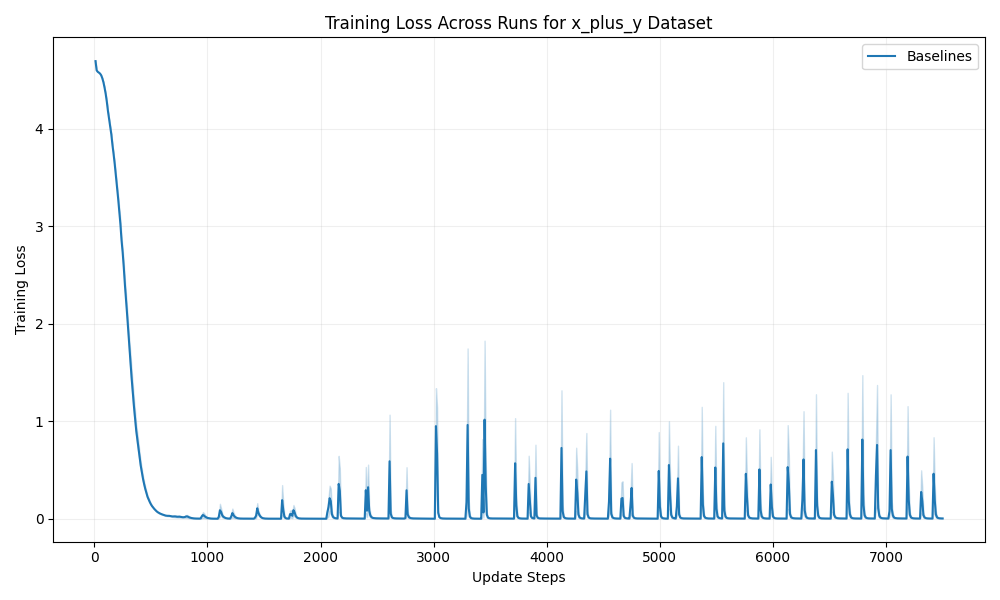 Training Loss Across Runs for x_plus_y Dataset
Baselines
Training Loss
4
3
2
1
0
0 1000 2000 3000 4000 5000 6000 7000
Update Steps